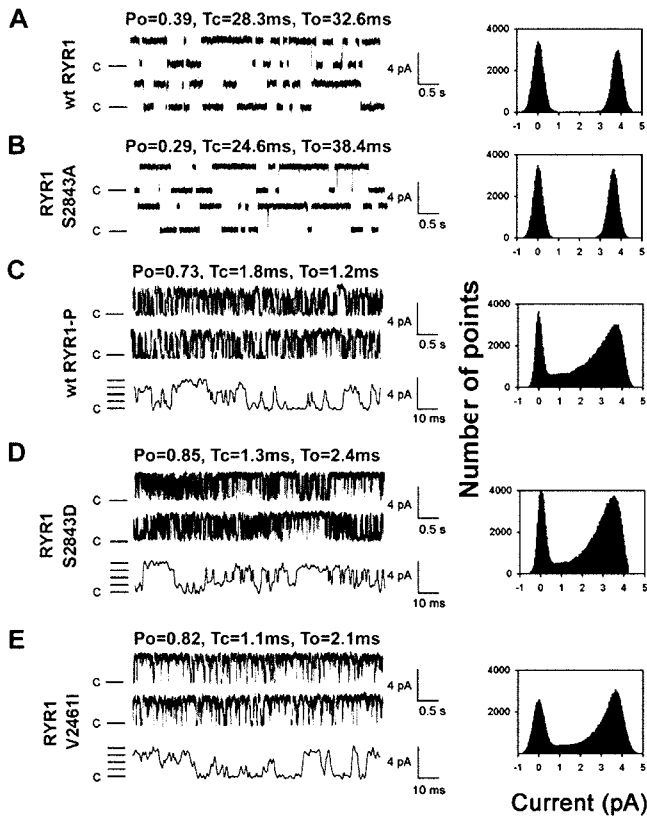 A
wt RYR1
Po=0.39, Tc=28.3ms, To=32.6ms
c
4 pA
0.5 s
4000
2000
0
-1 0 1 2 3 4 5
B
RYR1
S2843A
Po=0.29, Tc=24.6ms, To=38.4ms
c
c
4 pA
0.5 s
4000
2000
0
-1 0 1 2 3 4 5
C
wt RYR1-P
Po=0.73, Tc=1.8ms, To=1.2ms
c
c
4 pA
0.5 s
c
4 pA
10 ms
4000
2000
0
-1 0 1 2 3 4 5
D
RYR1
S2843D
Po=0.85, Tc=1.3ms, To=2.4ms
c
c
4 pA
0.5 s
c
4 pA
10 ms
4000
2000
0
-1 0 1 2 3 4 5
E
RYR1
V2461I
Po=0.82, Tc=1.1ms, To=2.1ms
c
c
4 pA
0.5 s
c
4 pA
10 ms
4000
2000
0
-1 0 1 2 3 4 5
Number of points
Current (pA)